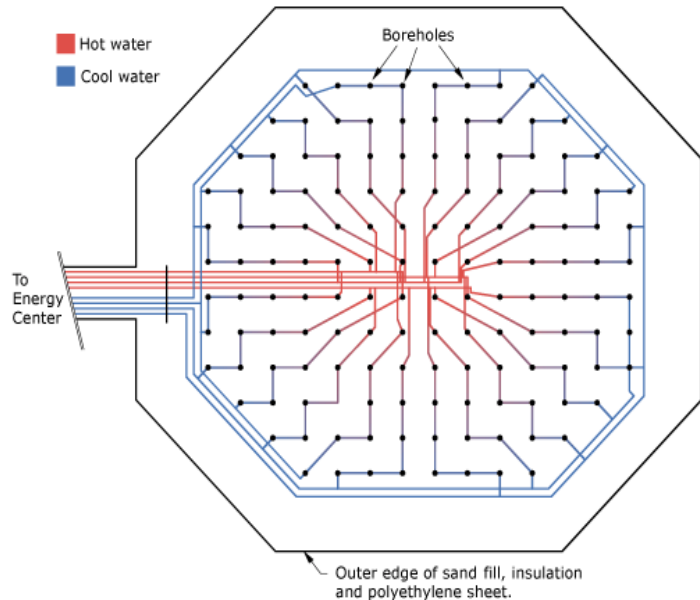 Hot water
Cool water
Boreholes
To
Energy
Center
Outer edge of sand fill, insulation
and polyethylene sheet.